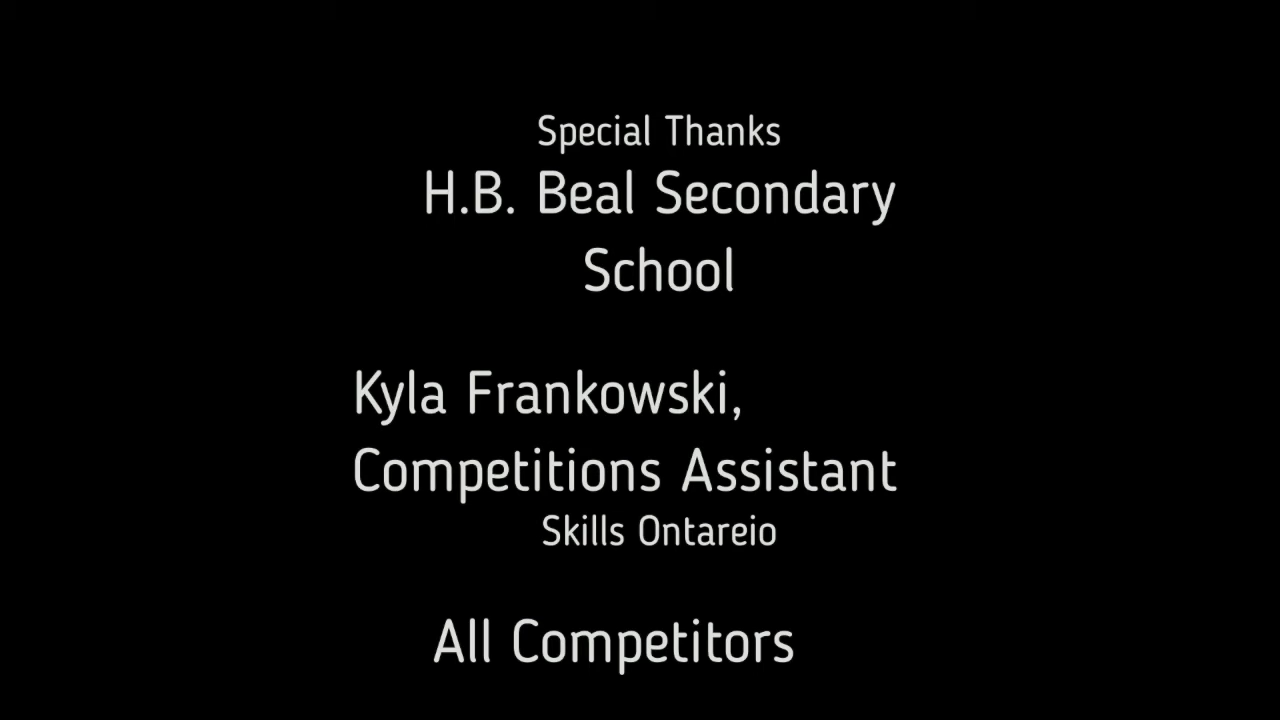 Special Thanks
H.B. Beal Secondary
School
Kyla Frankowski,
Competitions Assistant
Skills Ontareio
All Competitors